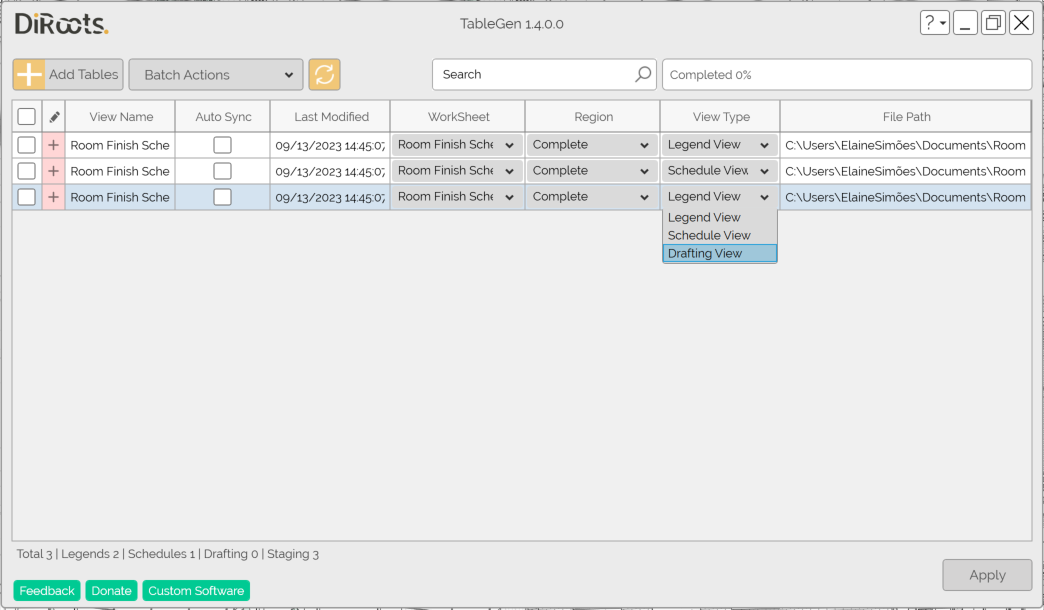 DiRoots.
TableGen 1.4.0.0
?
Add Tables
Batch Actions
Search
Completed 0%
View Name Auto Sync Last Modified WorkSheet Region View Type File Path
+ Room Finish Sche 09/13/2023 14:45:07 Room Finish Sche Complete Legend View C:\Users\ElaineSimões\Documents\Room
+ Room Finish Sche 09/13/2023 14:45:07 Room Finish Sche Complete Schedule View C:\Users\ElaineSimões\Documents\Room
+ Room Finish Sche 09/13/2023 14:45:07 Room Finish Sche Complete Legend View C:\Users\ElaineSimões\Documents\Room
Legend View
Schedule View
Drafting View
Total 3 | Legends 2 | Schedules 1 | Drafting 0 | Staging 3
Apply
Feedback Donate Custom Software